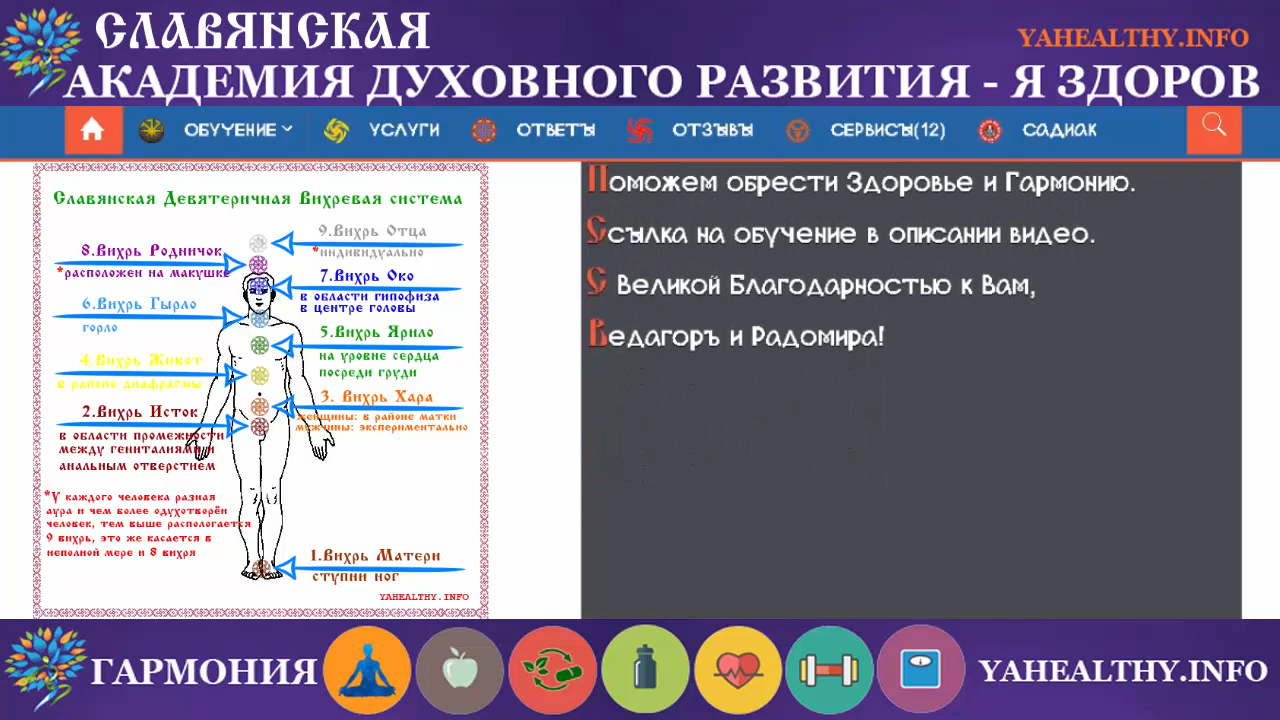 СЛАВЯНСКАЯ
YAHEALTHY.INFO
АКАДЕМИЯ ДУХОВНОГО РАЗВИТИЯ - Я ЗДОРОВ
ОБУЧЕНИЕ УСЛУГИ ОТВЕТЪ ОТЗЪВЪ СЕРВИСЪ(12) САДИАК
Славянская Девятеричная Вихревая система
9.Вихрь Отца
*индивидуально
8.Вихрь Родничок
*расположен на макушке
7.Вихрь Око
в области гипофиза
в центре головы
6.Вихрь Гырло
горло
5.Вихрь Ярило
на уровне сердца
посреди груди
4.Вихрь Живот
в районе диафрагмы
3. Вихрь Хара
женщины: в районе матки
мужчины: экспериментально
2.Вихрь Исток
в области промежности
между гениталиями и
анальным отверстием
*У каждого человека разная
аура и чем более одухотворён
человек, тем выше распологается
9 вихрь, это же касается в
неполной мере и 8 вихря
1.Вихрь Матери
ступни ног
YAHEALTHY.INFO
Поможем обрести Здоровье и Гармонию.
Ссылка на обучение в описании видео.
С Великой Благодарностью к Вам,
Ведагоръ и Радомира!
ГАРМОНИЯ
YAHEALTHY.INFO